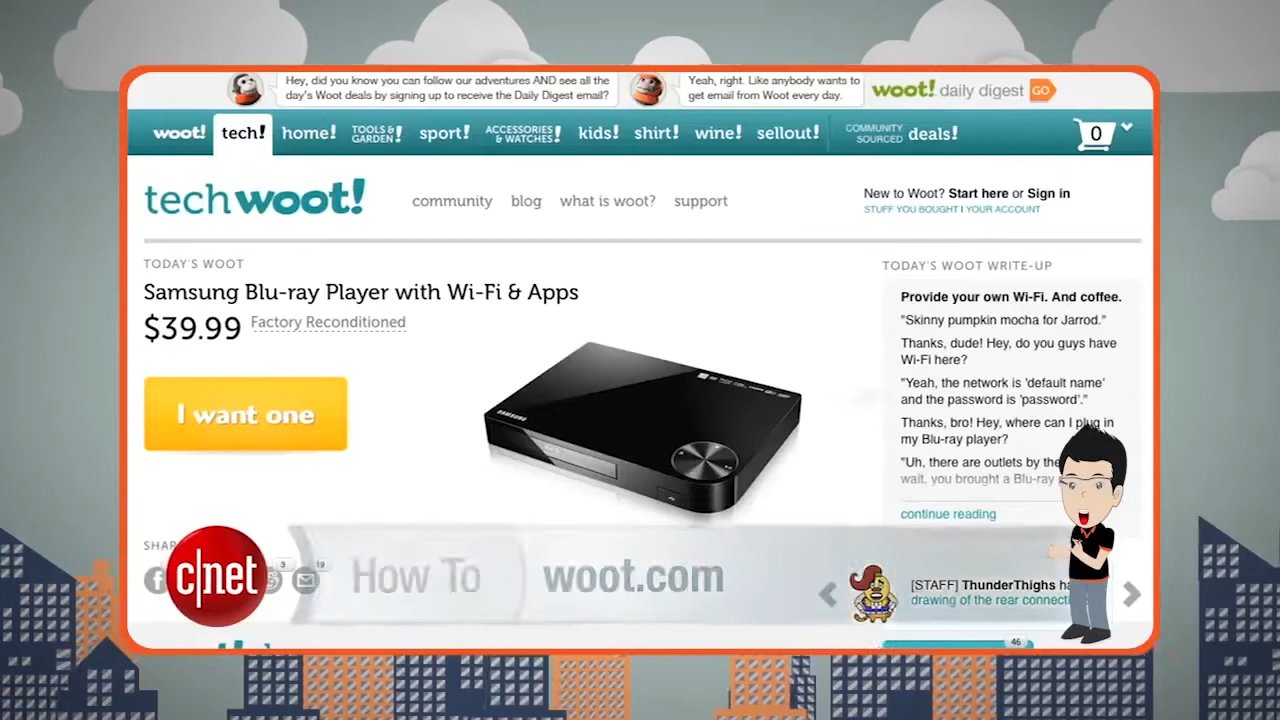 Hey, did you know you can follow our adventures AND see all the
day's Woot deals by signing up to receive the Daily Digest email?
Yeah, right. Like anybody wants to
get email from Woot every day.
woot! daily digest GO
woot! tech! home! TOOLS & GARDEN! sport! ACCESSORIES & WATCHES! kids! shirt! wine! sellout! COMMUNITY SOURCED deals! 0
techwoot! community blog what is woot? support
New to Woot? Start here or Sign in
STUFF YOU BOUGHT | YOUR ACCOUNT
TODAY'S WOOT
Samsung Blu-ray Player with Wi-Fi & Apps
$39.99 Factory Reconditioned
I want one
SAMSUNG
TODAY'S WOOT WRITE-UP
Provide your own Wi-Fi. And coffee.
"Skinny pumpkin mocha for Jarrod."
Thanks, dude! Hey, do you guys have
Wi-Fi here?
"Yeah, the network is 'default name'
and the password is 'password'."
Thanks, bro! Hey, where can I plug in
my Blu-ray player?
"Uh, there are outlets by the
wait, you brought a Blu-ray
continue reading
SHAR
3
19
c|net How To woot.com
[STAFF] ThunderThighs ha
drawing of the rear connecti
46